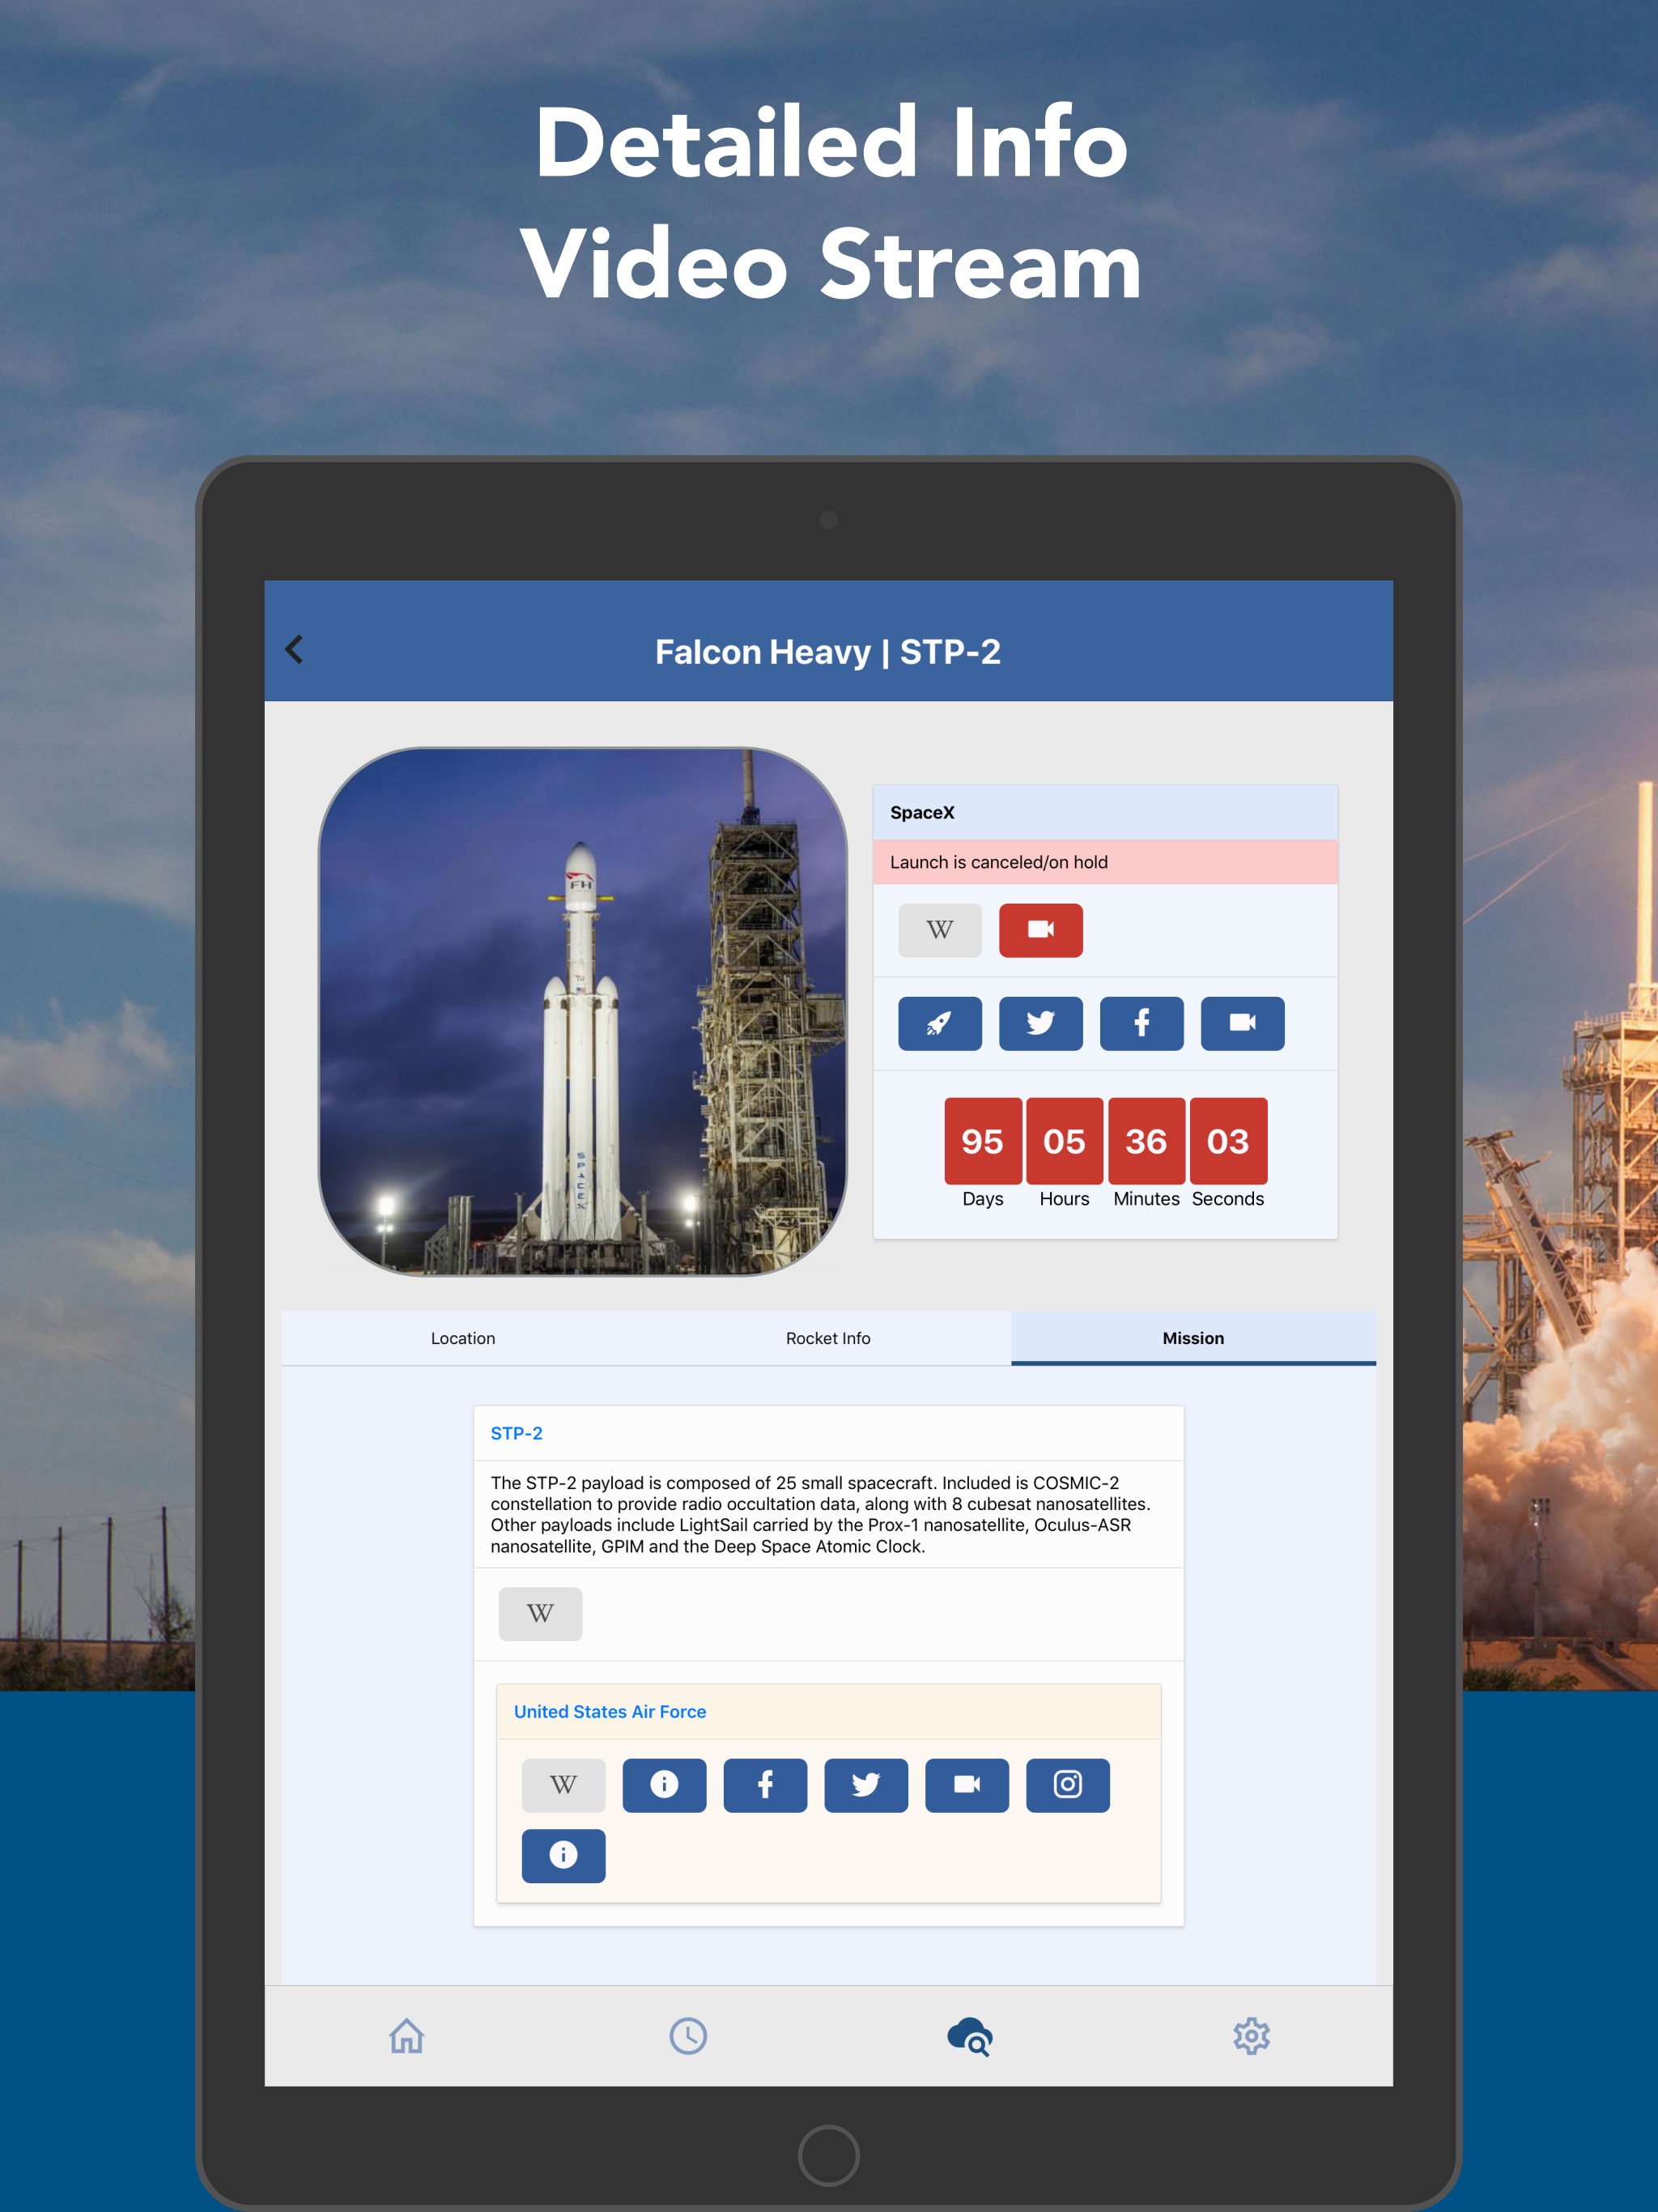 Detailed Info
Video Stream
Falcon Heavy | STP-2
FH
SPACEX
SpaceX
Launch is canceled/on hold
W
95 05 36 03
Days Hours Minutes Seconds
Location Rocket Info Mission
STP-2
The STP-2 payload is composed of 25 small spacecraft. Included is COSMIC-2
constellation to provide radio occultation data, along with 8 cubesat nanosatellites.
Other payloads include LightSail carried by the Prox-1 nanosatellite, Oculus-ASR
nanosatellite, GPIM and the Deep Space Atomic Clock.
W
United States Air Force
W